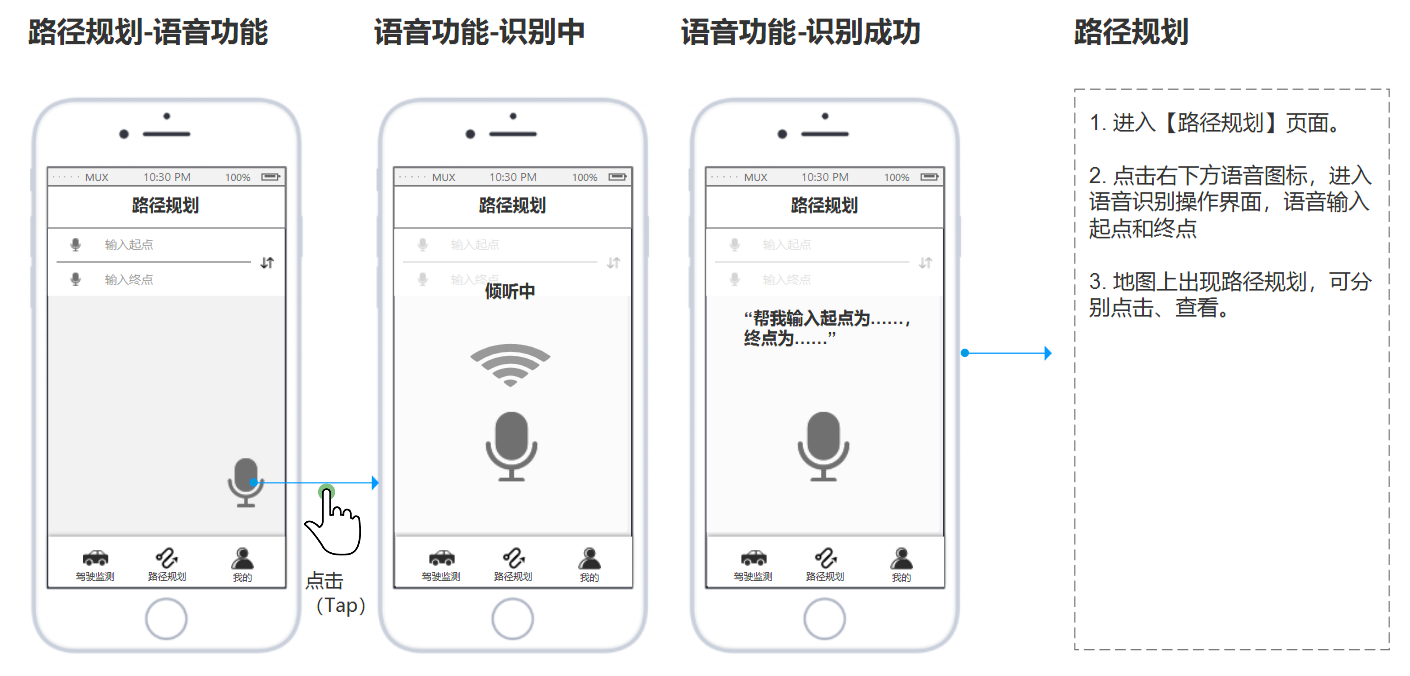 路径规划-语音功能
语音功能-识别中
语音功能-识别成功
路径规划
MUX 10:30 PM 100%
路径规划
输入起点
输入终点
驾驶监测
路径规划
我的
点击
（Tap）
MUX 10:30 PM 100%
路径规划
输入起点
输入终点
倾听中
驾驶监测
路径规划
我的
MUX 10:30 PM 100%
路径规划
输入起点
输入终点
“帮我输入起点为……，
终点为……”
驾驶监测
路径规划
我的
1. 进入【路径规划】页面。
2. 点击右下方语音图标，进入
语音识别操作界面，语音输入
起点和终点
3. 地图上出现路径规划，可分
别点击、查看。